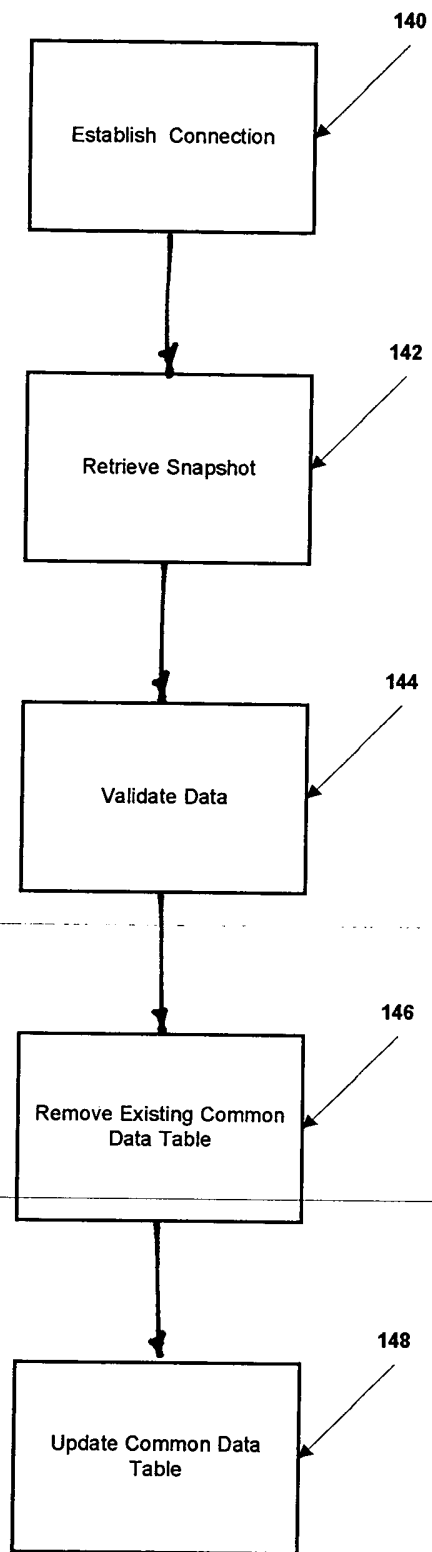 140
Establish Connection
142
Retrieve Snapshot
144
Validate Data
146
Remove Existing Common
Data Table
148
Update Common Data
Table